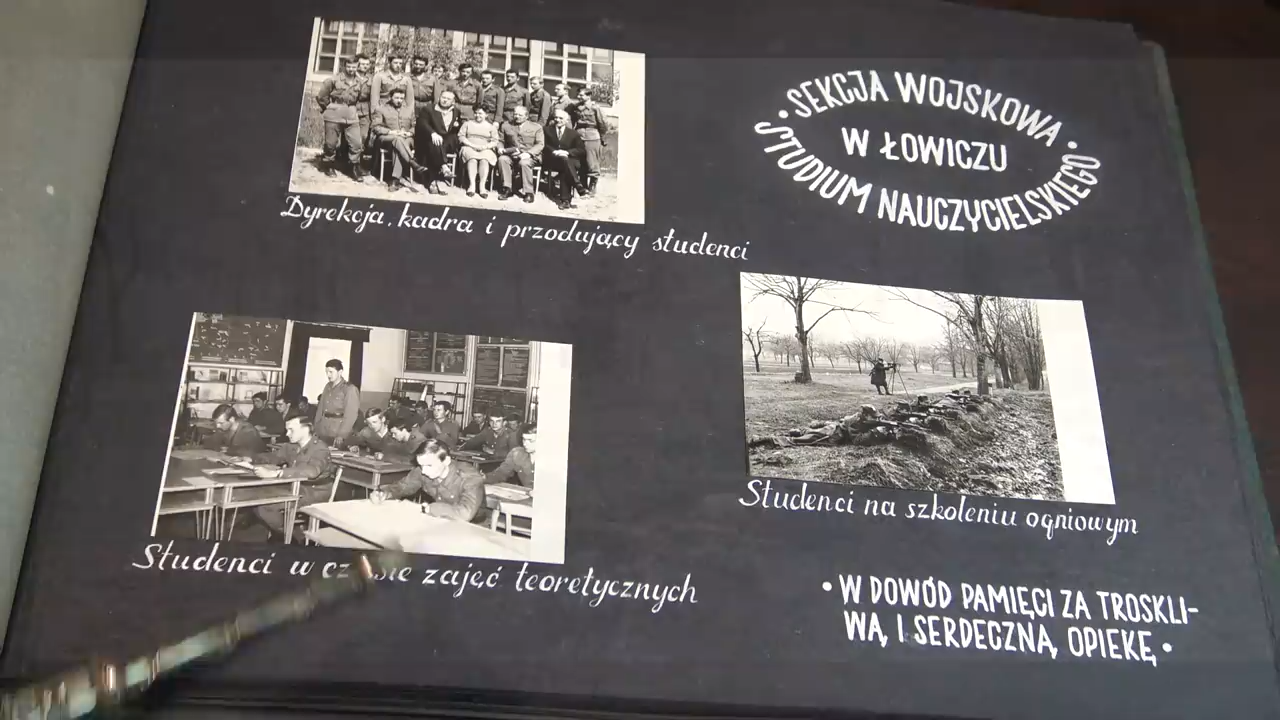 • SEKCJA WOJSKOWA •
W ŁOWICZU
STUDIUM NAUCZYCIELSKIEGO
Dyrekcja, kadra i przodujący studenci
Studenci na szkoleniu ogniowym
Studenci w zajęć teoretycznych
• W DOWÓD PAMIĘCI ZA TROSKLI-
WĄ I SERDECZNĄ OPIEKĘ •